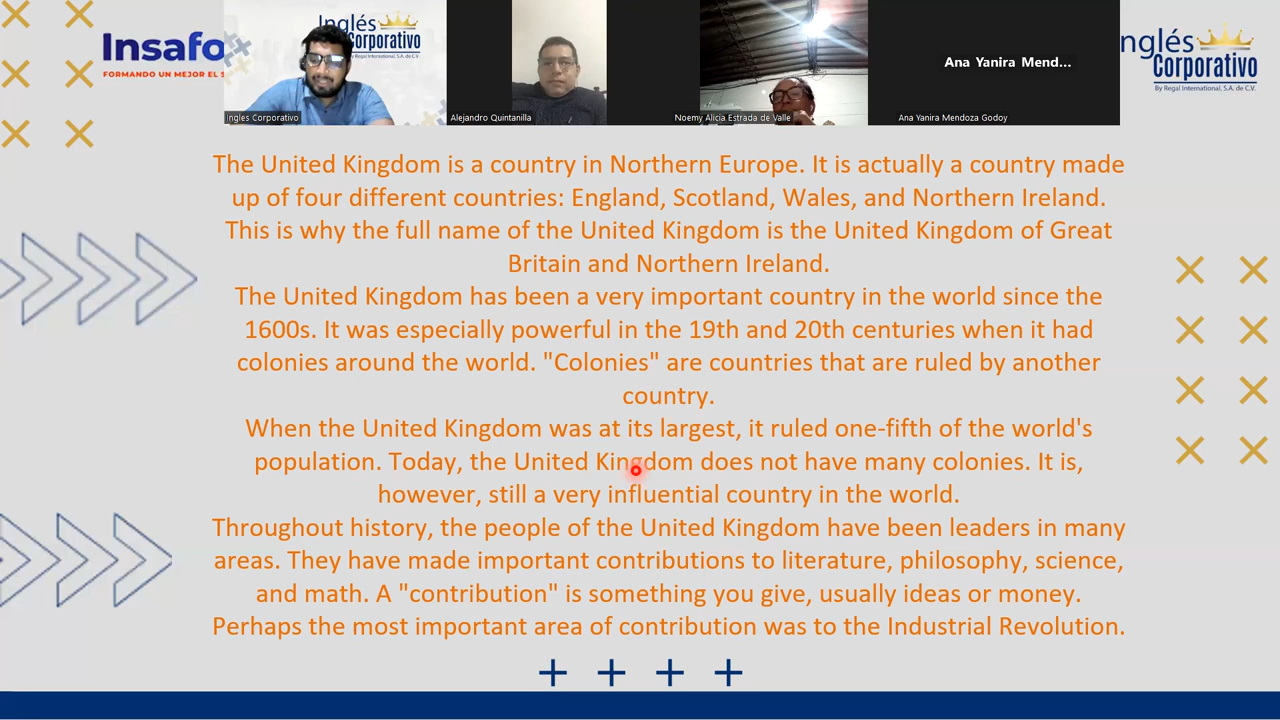 Insafo
FORMANDO UN MEJOR EL S
Inglés
Corporativo
By Regal International, S.A. de C.V.
Ingles Corporativo
Alejandro Quintanilla
Noemy Alicia Estrada de Valle
Ana Yanira Mend...
Ana Yanira Mendoza Godoy
nglés
Corporativo
By Regal International, S.A. de C.V.
The United Kingdom is a country in Northern Europe. It is actually a country made
up of four different countries: England, Scotland, Wales, and Northern Ireland.
This is why the full name of the United Kingdom is the United Kingdom of Great
Britain and Northern Ireland.
The United Kingdom has been a very important country in the world since the
1600s. It was especially powerful in the 19th and 20th centuries when it had
colonies around the world. "Colonies" are countries that are ruled by another
country.
When the United Kingdom was at its largest, it ruled one-fifth of the world's
population. Today, the United Kingdom does not have many colonies. It is,
however, still a very influential country in the world.
Throughout history, the people of the United Kingdom have been leaders in many
areas. They have made important contributions to literature, philosophy, science,
and math. A "contribution" is something you give, usually ideas or money.
Perhaps the most important area of contribution was to the Industrial Revolution.